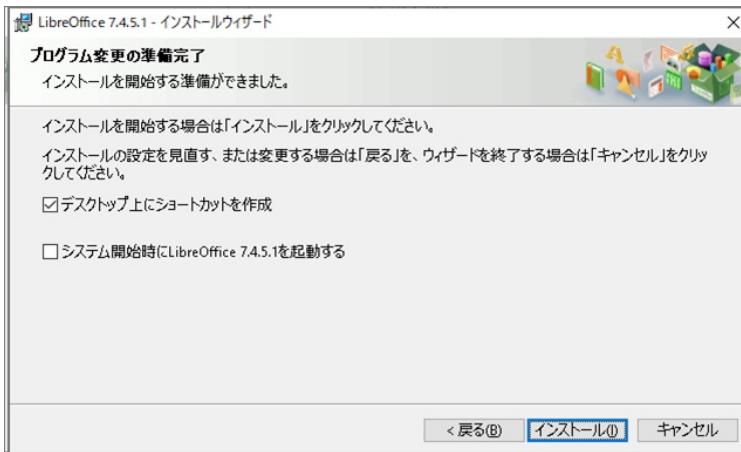 LibreOffice 7.4.5.1 - インストールウィザード
プログラム変更の準備完了
インストールを開始する準備ができました。
インストールを開始する場合は「インストール」をクリックしてください。
インストールの設定を見直す、または変更する場合は「戻る」を、ウィザードを終了する場合は「キャンセル」をクリッ
クしてください。
デスクトップ上にショートカットを作成
システム開始時にLibreOffice 7.4.5.1を起動する
< 戻る(B) インストール(I) キャンセル